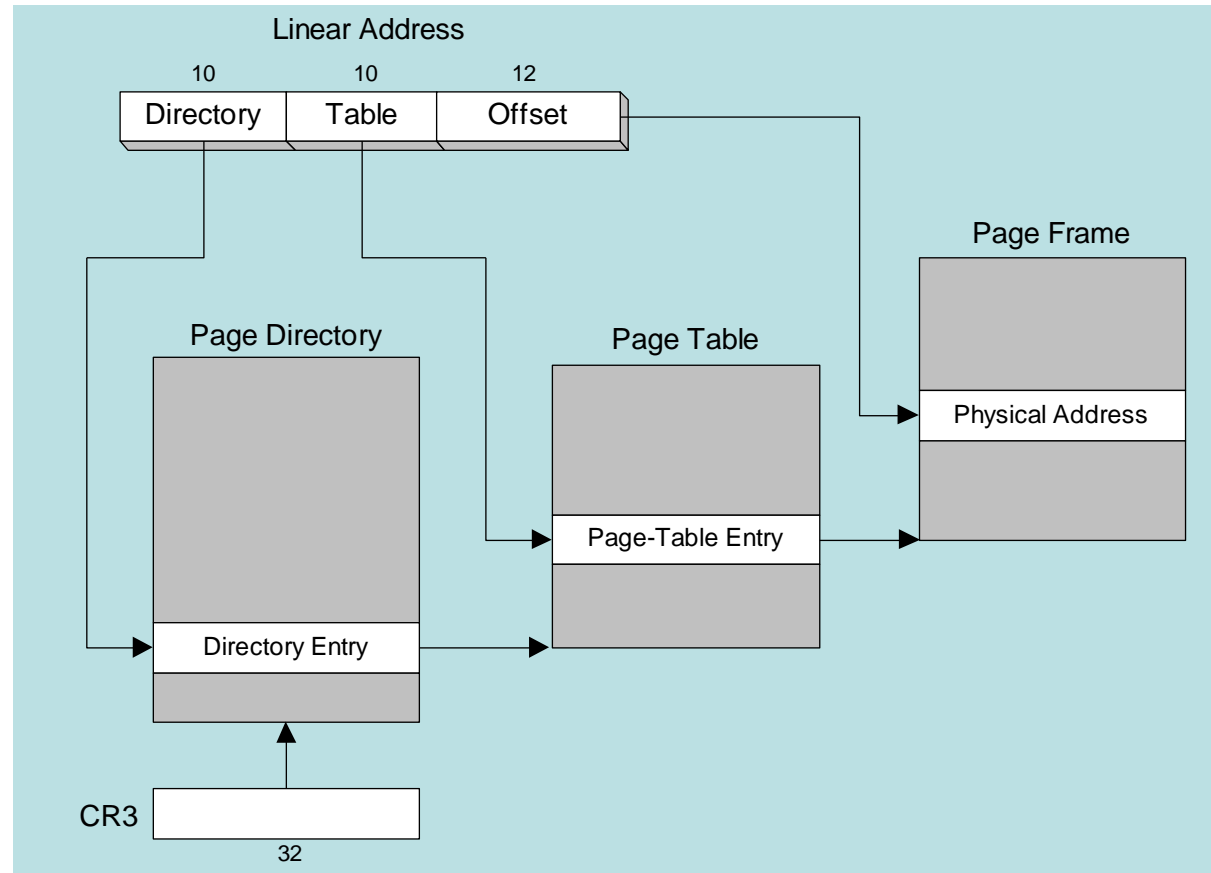 Linear Address
10 10 12
Directory Table Offset
Page Frame
Physical Address
Page Directory
Page Table
Page-Table Entry
Directory Entry
CR3
32